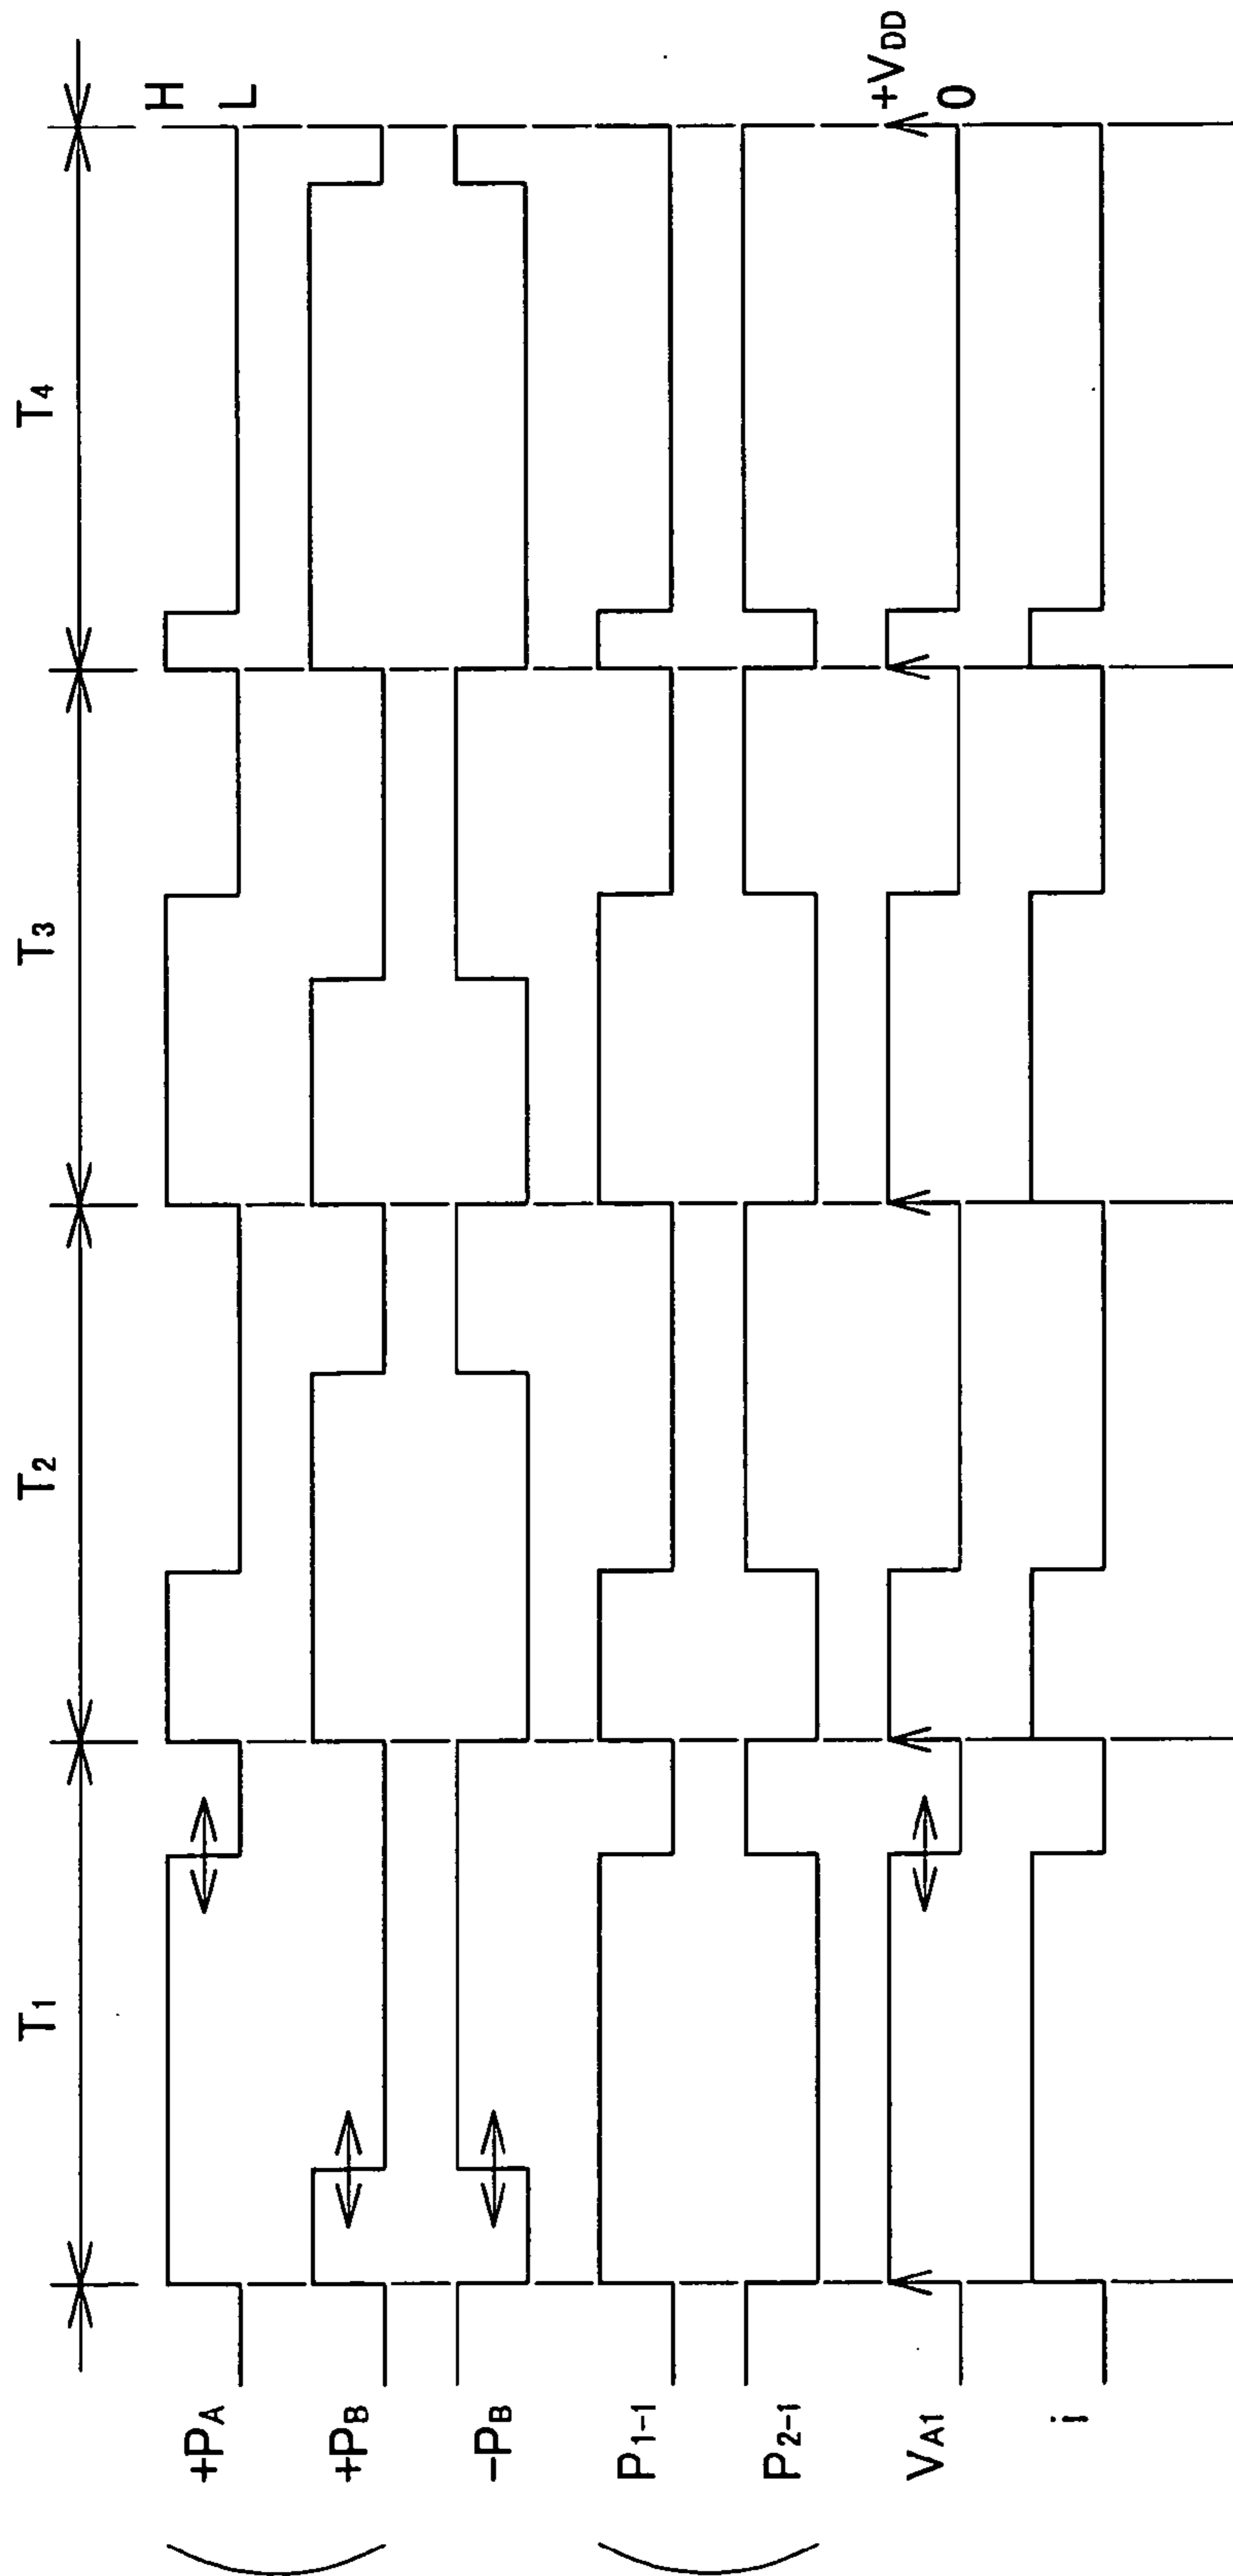 T1 T2 T3 T4
+PA H
L
+PB
-PB
P1-1
P2-1
+VDD
VA1 0
i